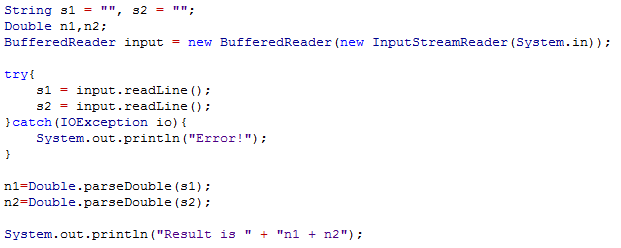 String s1 = "", s2 = "";
Double n1,n2;
BufferedReader input = new BufferedReader(new InputStreamReader(System.in));
try{
    s1 = input.readLine();
    s2 = input.readLine();
}catch(IOException io){
    System.out.println("Error!");
}
n1=Double.parseDouble(s1);
n2=Double.parseDouble(s2);
System.out.println("Result is " + "n1 + n2");